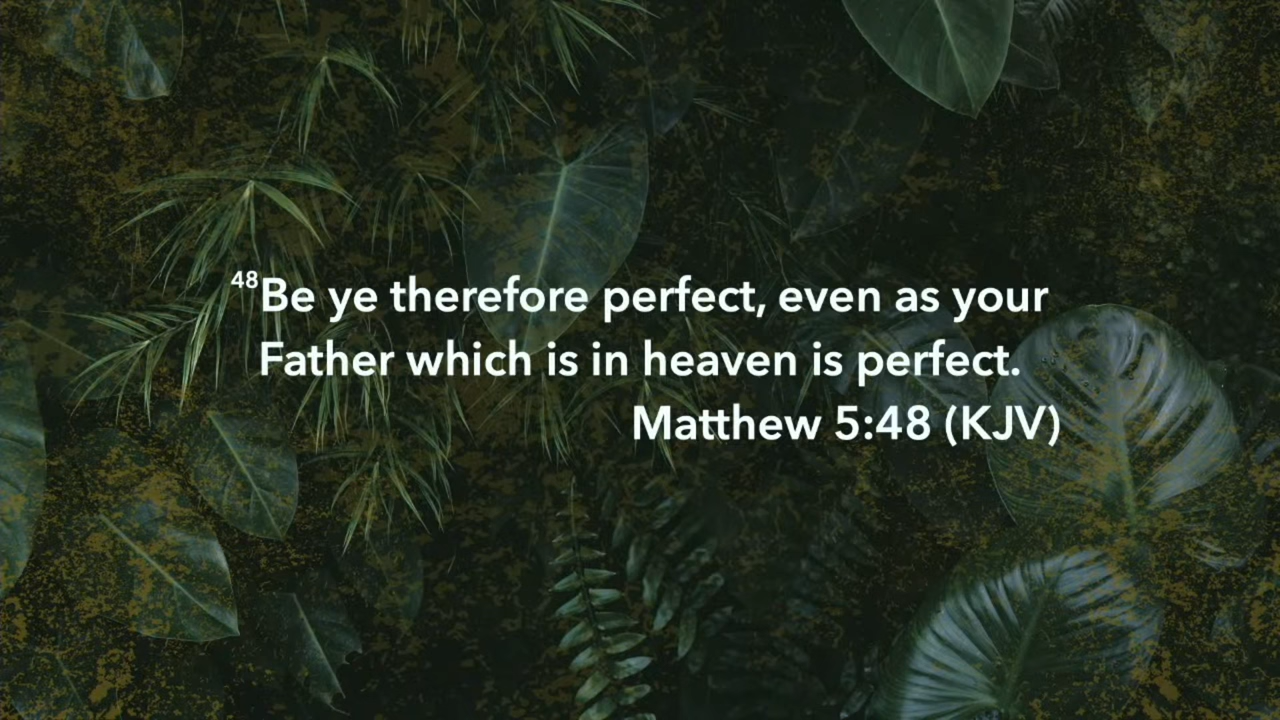 48Be ye therefore perfect, even as your
Father which is in heaven is perfect.
Matthew 5:48 (KJV)